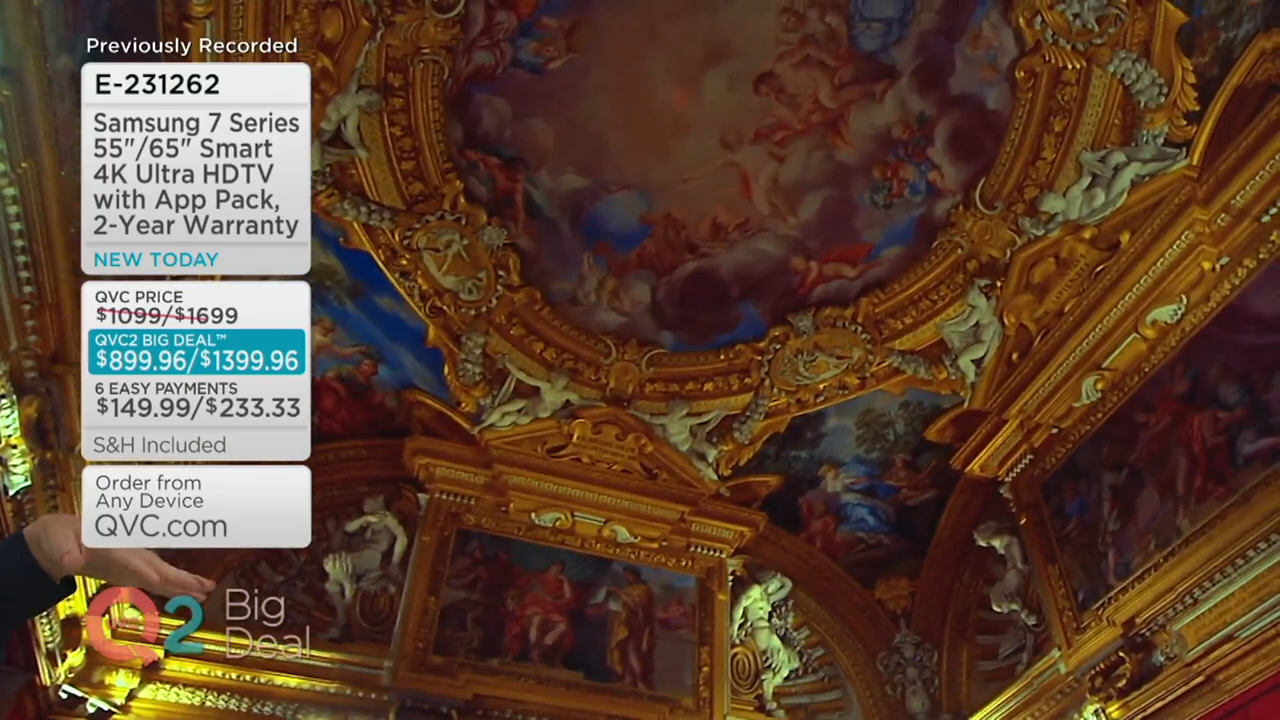 Previously Recorded
E-231262
Samsung 7 Series
55"/65" Smart
4K Ultra HDTV
with App Pack,
2-Year Warranty
NEW TODAY
QVC PRICE
$1099/$1699
QVC2 BIG DEAL™
$899.96/$1399.96
6 EASY PAYMENTS
$149.99/$233.33
S&H Included
Order from
Any Device
QVC.com
Q2 Big
Deal